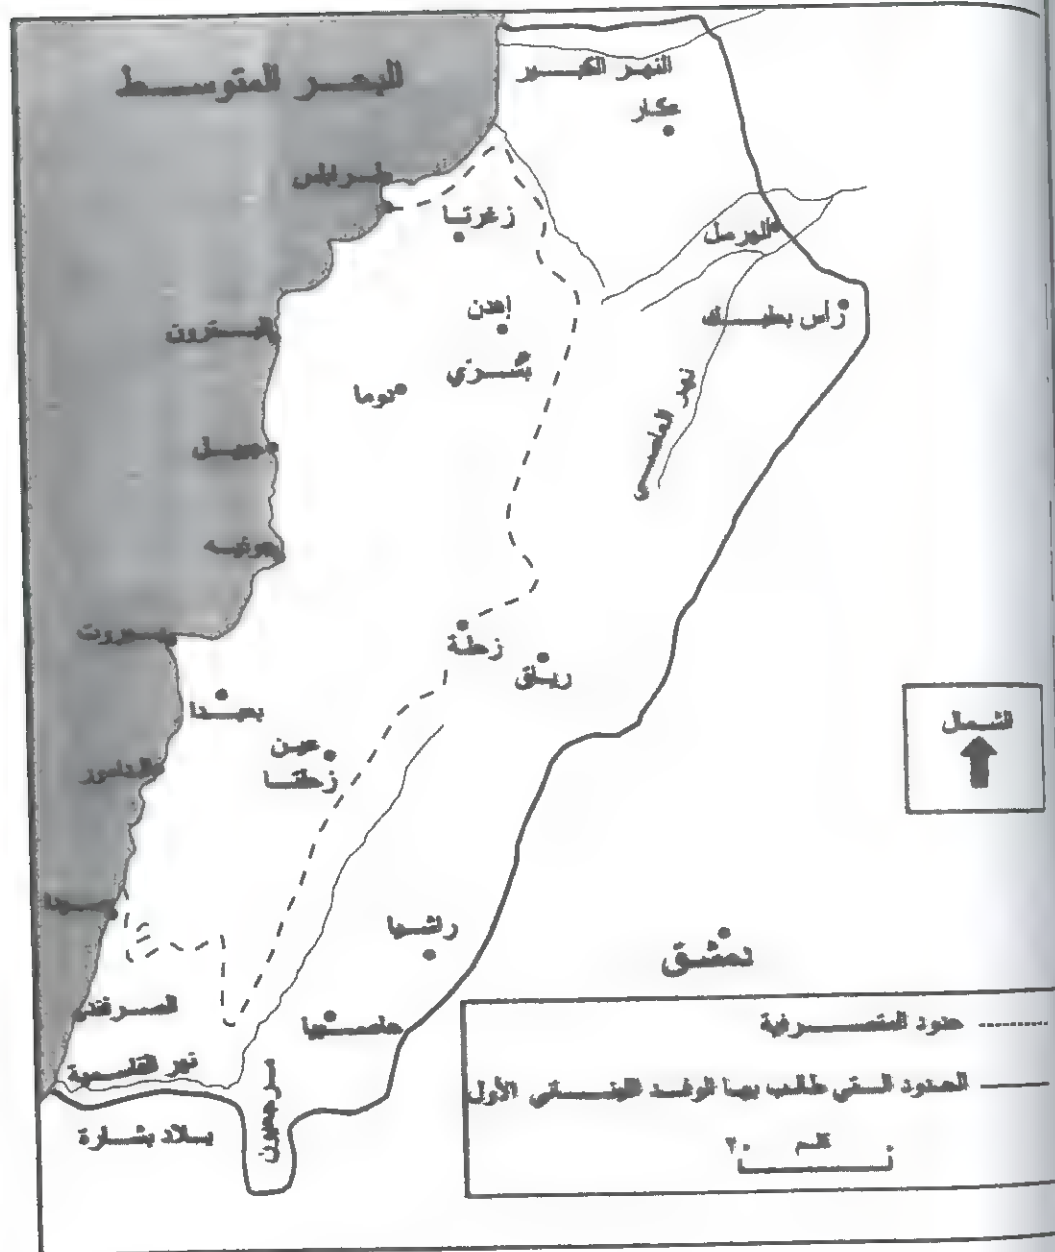 البحر المتوسط
النهر الكبير
عكار
طرابلس
زغرتا
الهرمل
إهدن
رأس بعلبك
البترون
بشري
دوما
نهر العاصي
جبيل
جونيه
بيروت
زحلة
رياق
بعبدا
الشمال
عين
زحلتا
الدامور
صيدا
راشيا
دمشق
الصرفند
حاصبيا
حدود المتصرفية
نهر القاسمية
مرجعيون
الحدود التي طالب بها الوفد اللبناني الأول
بلاد بشارة
كلم
٢٠